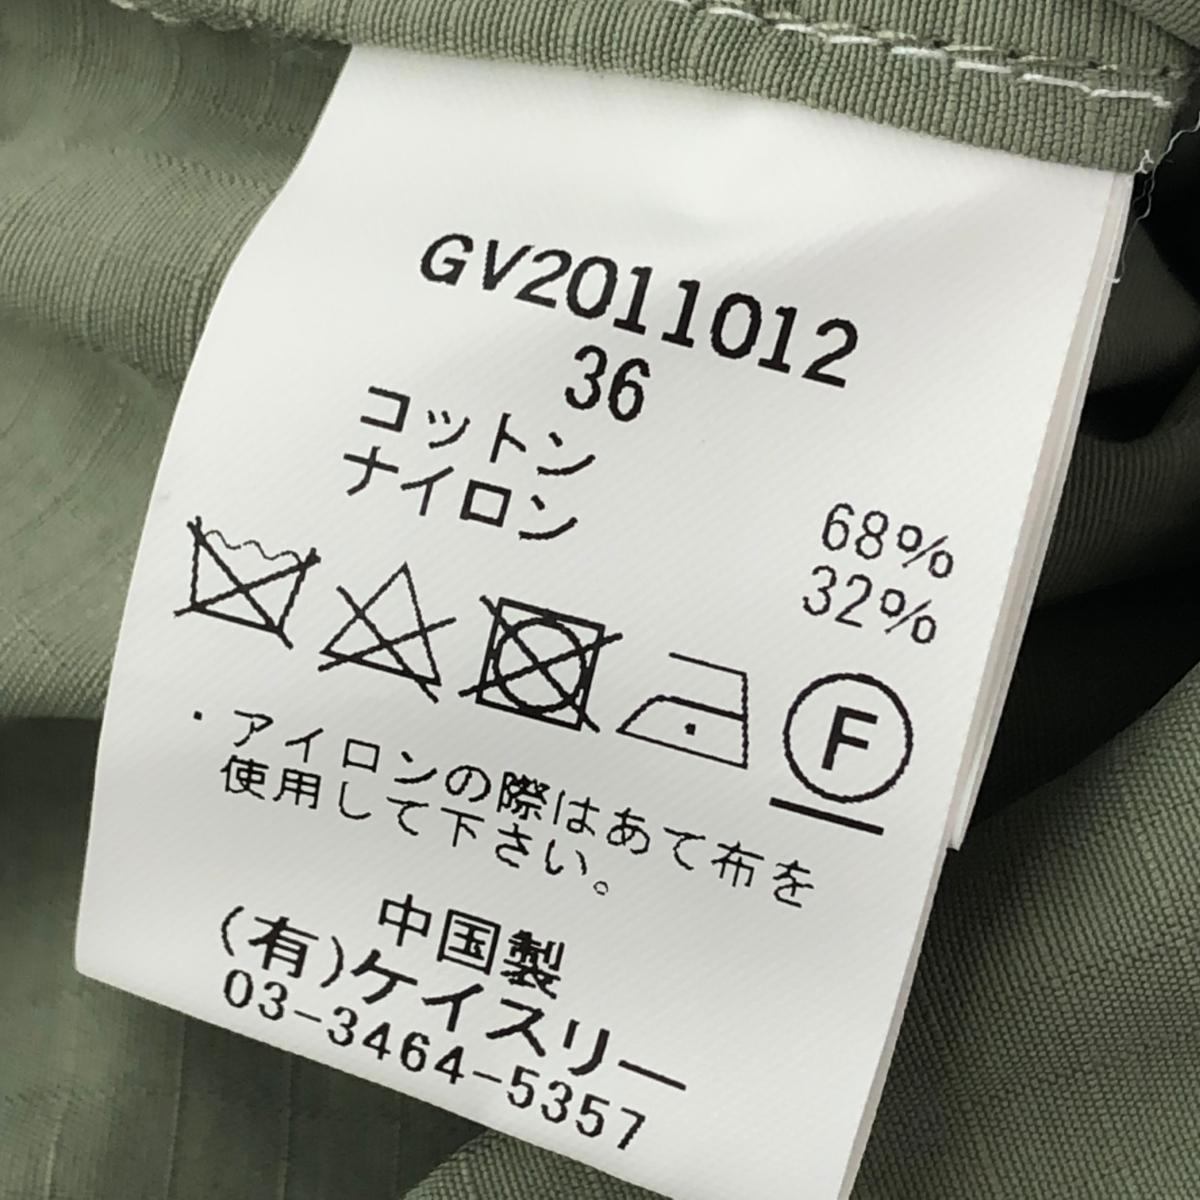 GV2011012
36
コットン 68%
ナイロン 32%
F
・アイロンの際はあて布を
使用して下さい。
中国製
(有)ケイスリー
03-3464-5357